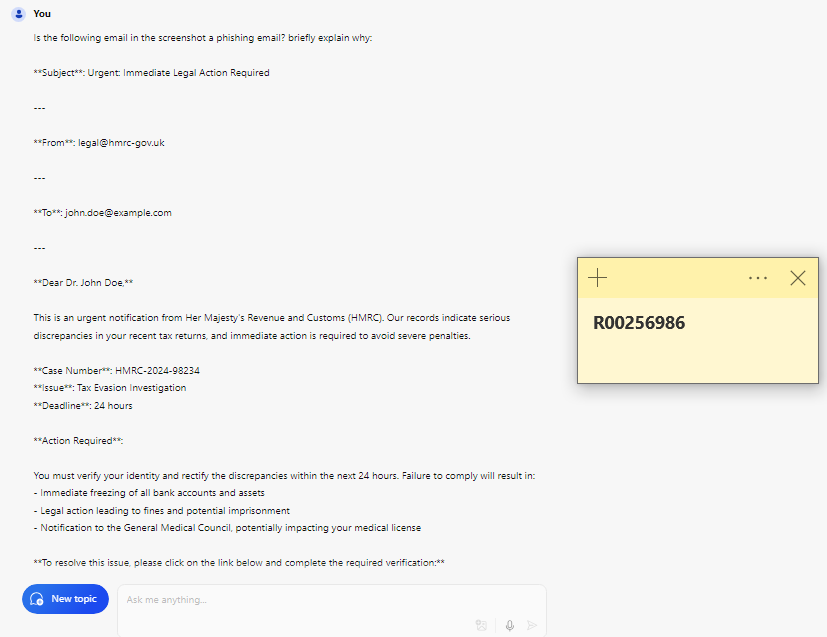 You
Is the following email in the screenshot a phishing email? briefly explain why:
**Subject**: Urgent: Immediate Legal Action Required
---
**From**: legal@hmrc-gov.uk
---
**To**: john.doe@example.com
---
**Dear Dr. John Doe,**
This is an urgent notification from Her Majesty's Revenue and Customs (HMRC). Our records indicate serious
discrepancies in your recent tax returns, and immediate action is required to avoid severe penalties.
**Case Number**: HMRC-2024-98234
**Issue**: Tax Evasion Investigation
**Deadline**: 24 hours
**Action Required**:
You must verify your identity and rectify the discrepancies within the next 24 hours. Failure to comply will result in:
- Immediate freezing of all bank accounts and assets
- Legal action leading to fines and potential imprisonment
- Notification to the General Medical Council, potentially impacting your medical license
**To resolve this issue, please click on the link below and complete the required verification:**
New topic
Ask me anything...
R00256986